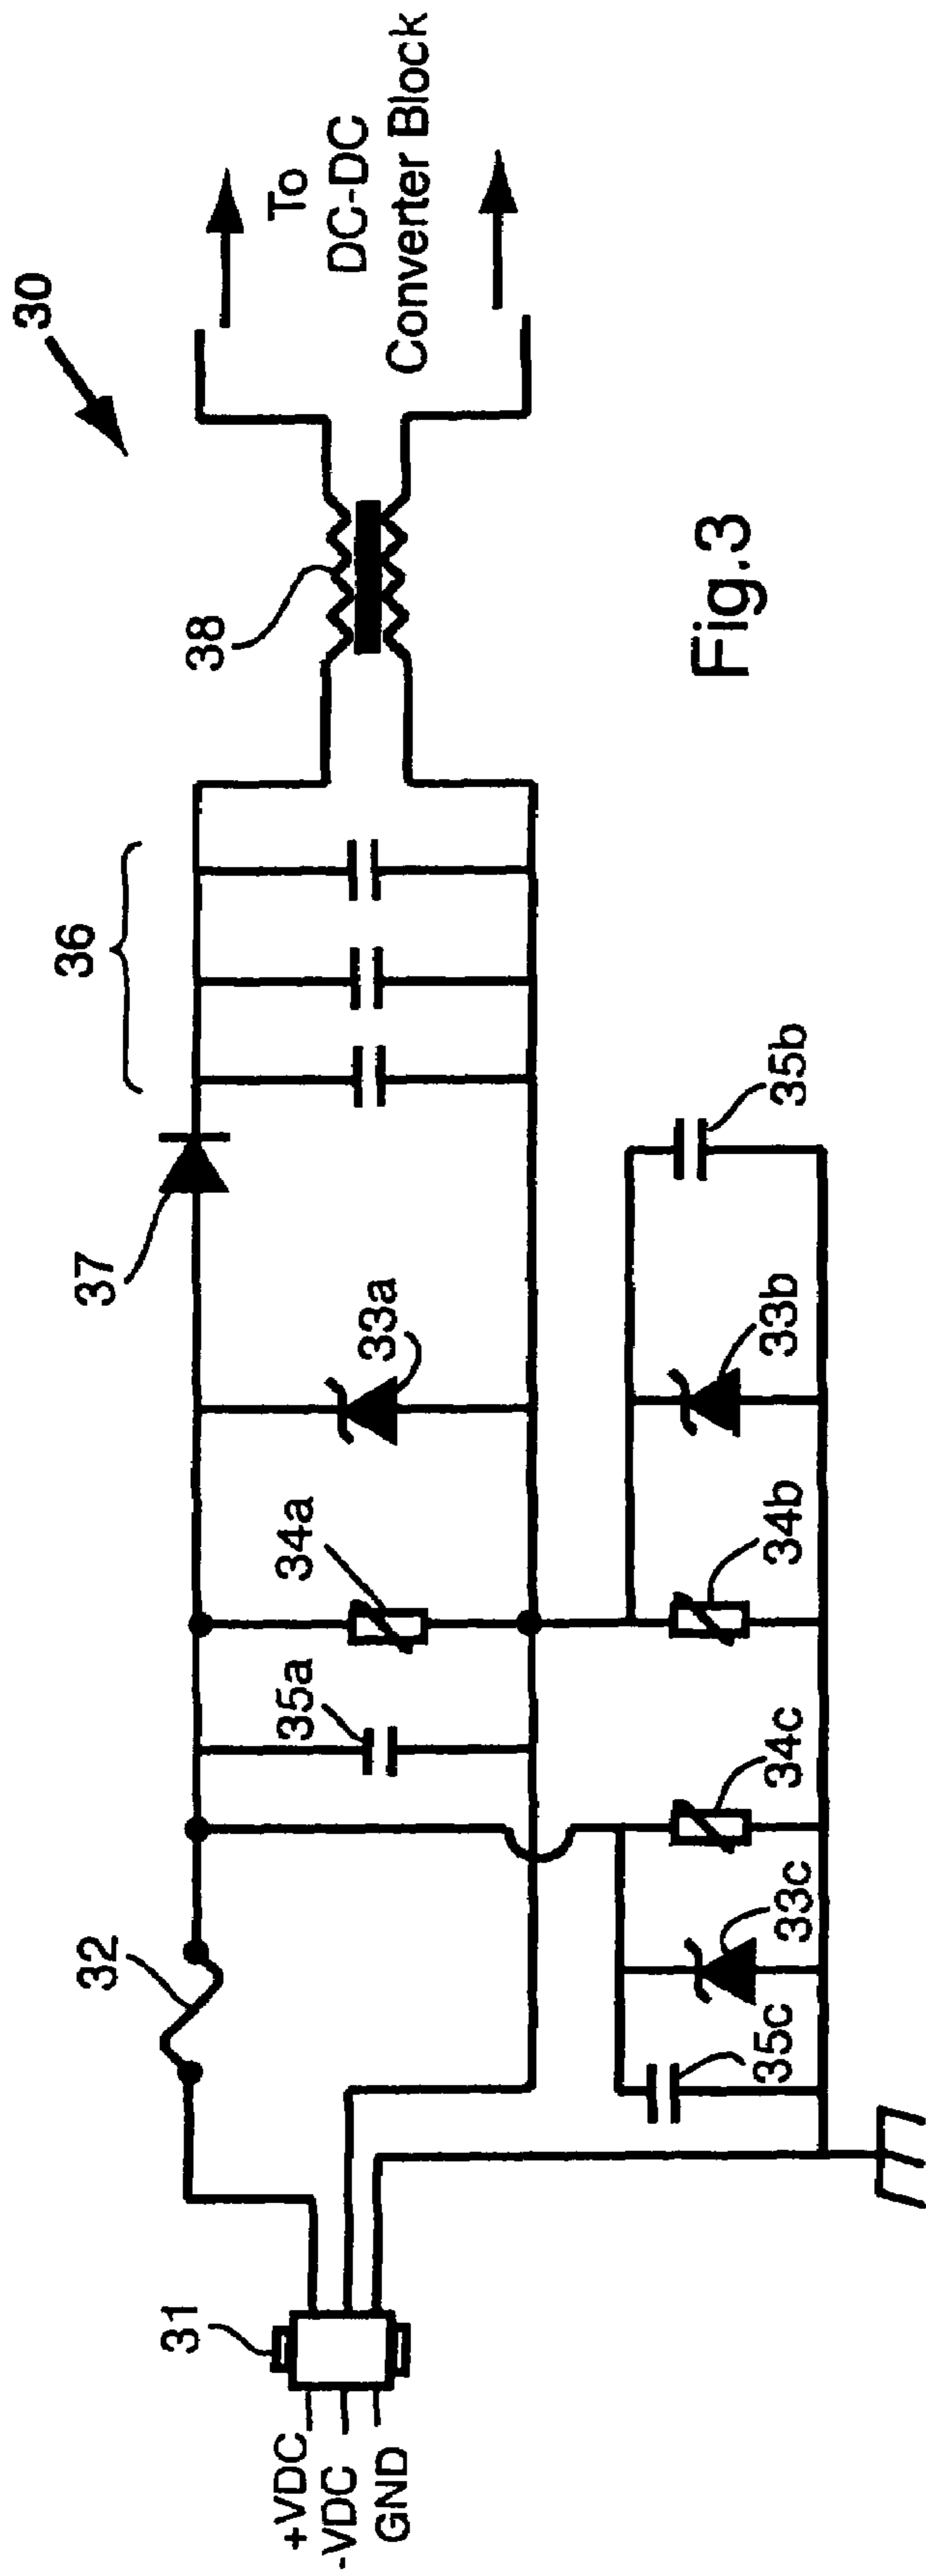 30
To
DC-DC
Converter Block
38
36
37
33a
34a
35a
32
31
+VDC
-VDC
GND
35b
33b
34b
34c
33c
35c
Fig.3